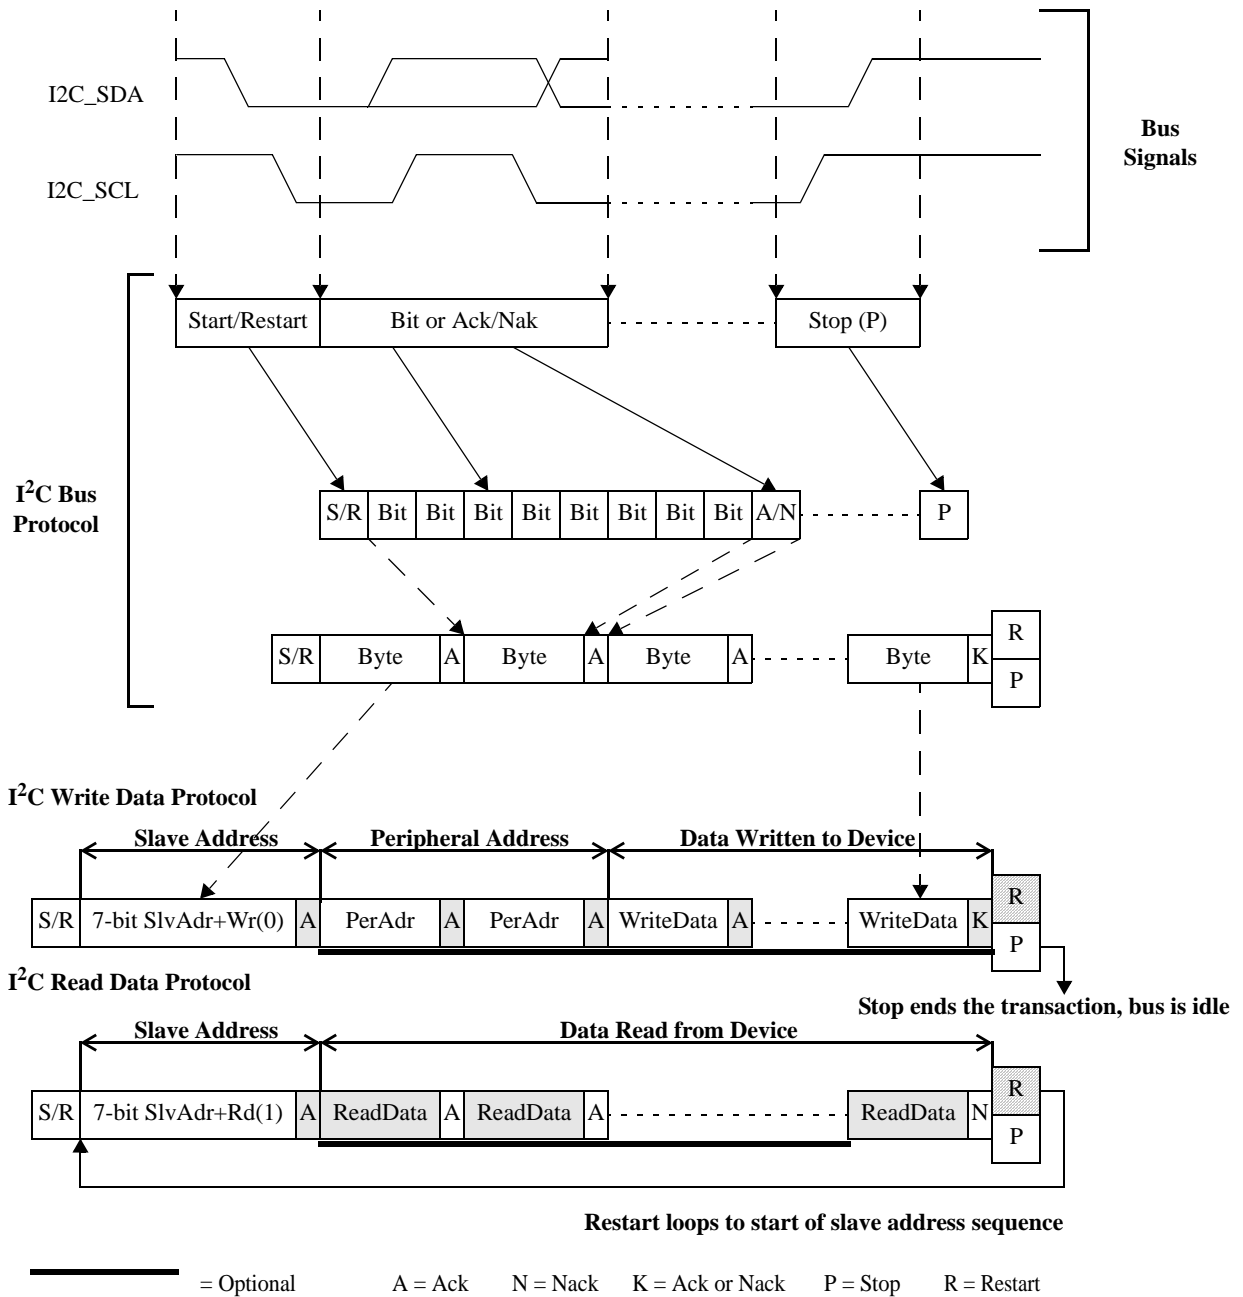 I2C_SDA
Bus
Signals
I2C_SCL
Start/Restart Bit or Ack/Nak Stop (P)
I2C Bus
Protocol
S/R Bit Bit Bit Bit Bit Bit Bit Bit A/N P
R
S/R Byte A Byte A Byte A Byte K
P
I2C Write Data Protocol
Slave Address Peripheral Address Data Written to Device
R
S/R 7-bit SlvAdr+Wr(0) A PerAdr A PerAdr A WriteData A WriteData K
P
I2C Read Data Protocol
Stop ends the transaction, bus is idle
Slave Address Data Read from Device
R
S/R 7-bit SlvAdr+Rd(1) A ReadData A ReadData A ReadData N
P
Restart loops to start of slave address sequence
= Optional A = Ack N = Nack K = Ack or Nack P = Stop R = Restart